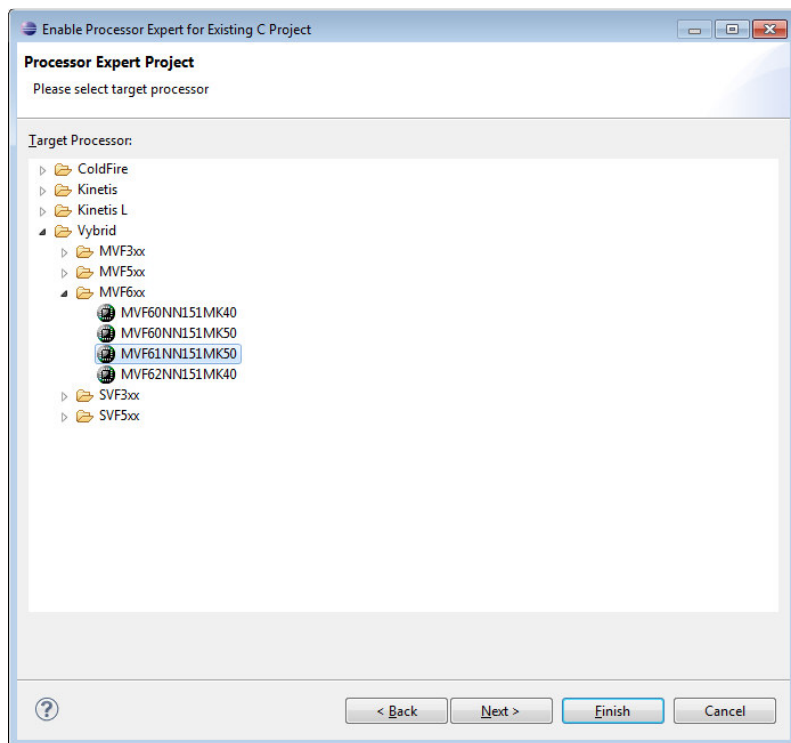 Enable Processor Expert for Existing C Project
Processor Expert Project
Please select target processor
Target Processor:
ColdFire
Kinetis
Kinetis L
Vybrid
MVF3xx
MVF5xx
MVF6xx
MVF60NN151MK40
MVF60NN151MK50
MVF61NN151MK50
MVF62NN151MK40
SVF3xx
SVF5xx
? < Back Next > Finish Cancel